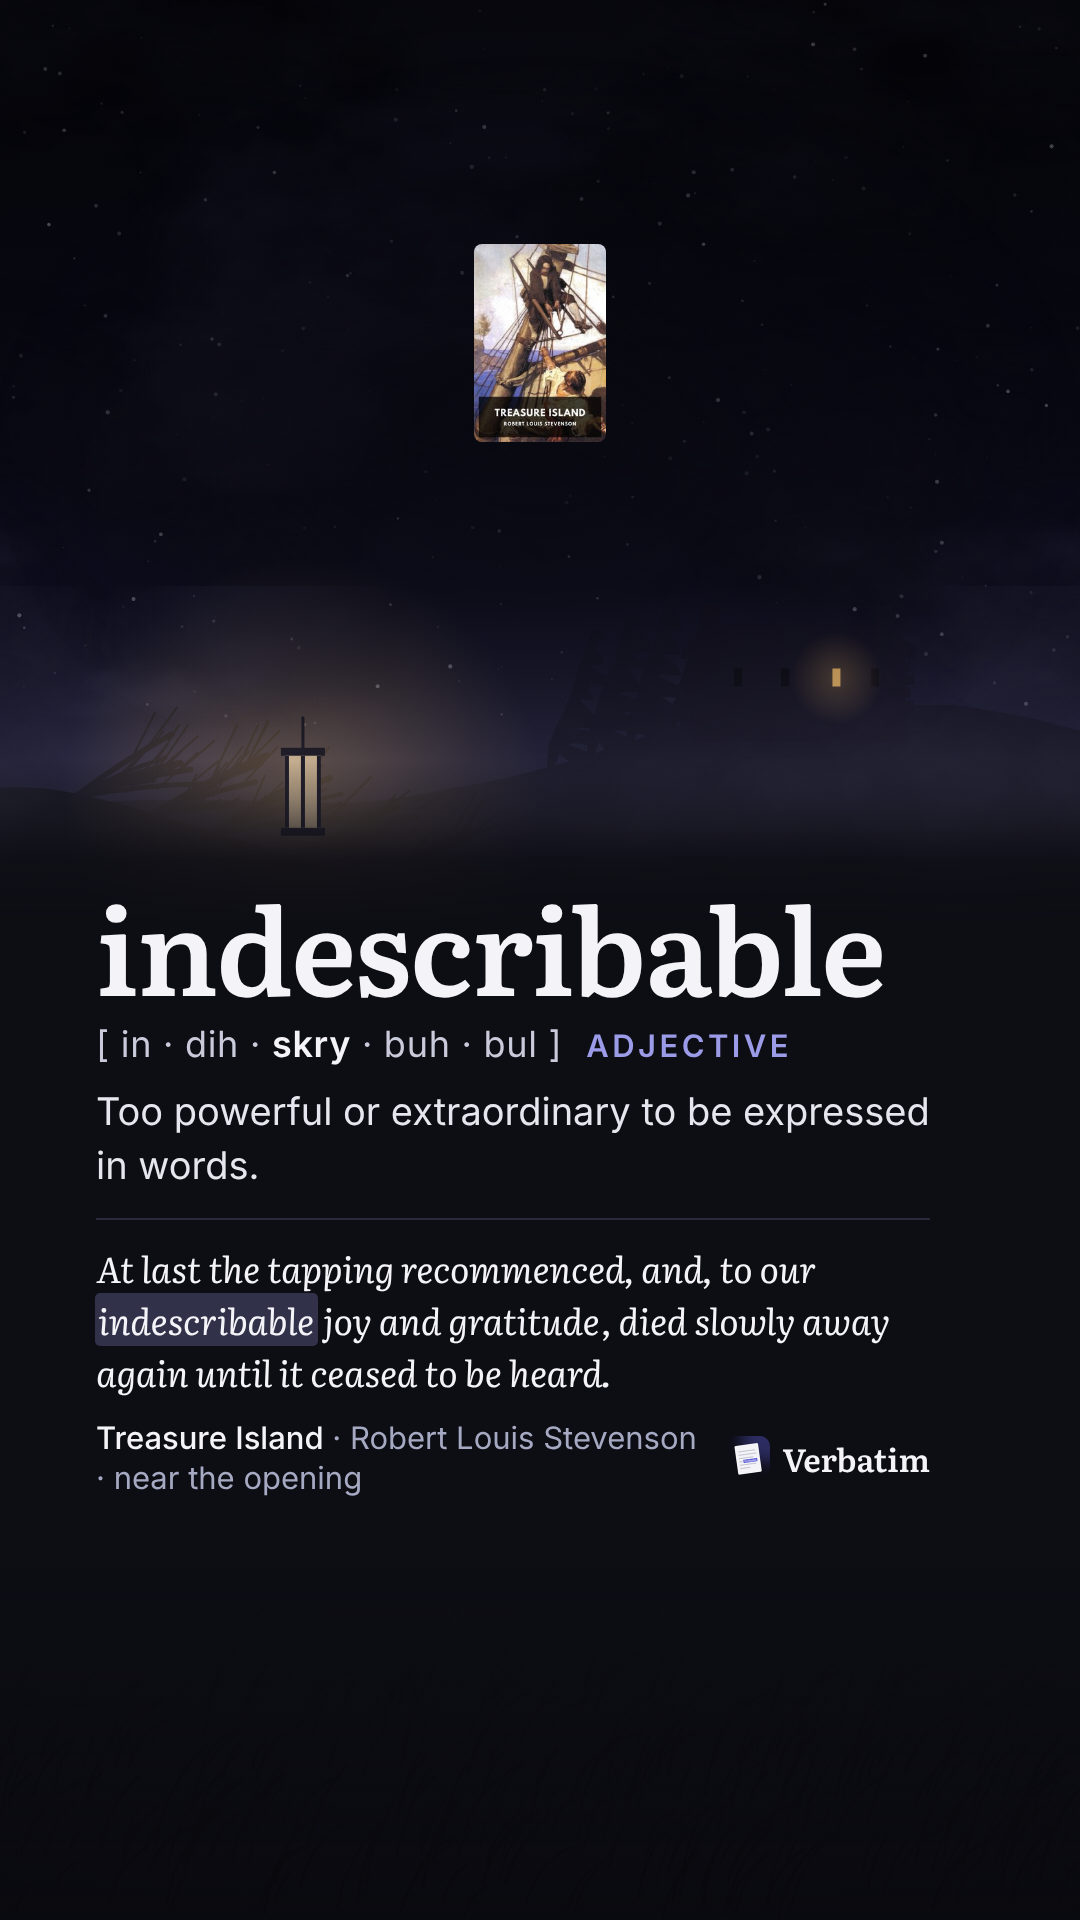 TREASURE ISLAND
ROBERT LOUIS STEVENSON
indescribable
[ in · dih · skry · buh · bul ] ADJECTIVE
Too powerful or extraordinary to be expressed
in words.
At last the tapping recommenced, and, to our
indescribable joy and gratitude, died slowly away
again until it ceased to be heard.
Treasure Island · Robert Louis Stevenson
· near the opening
Verbatim